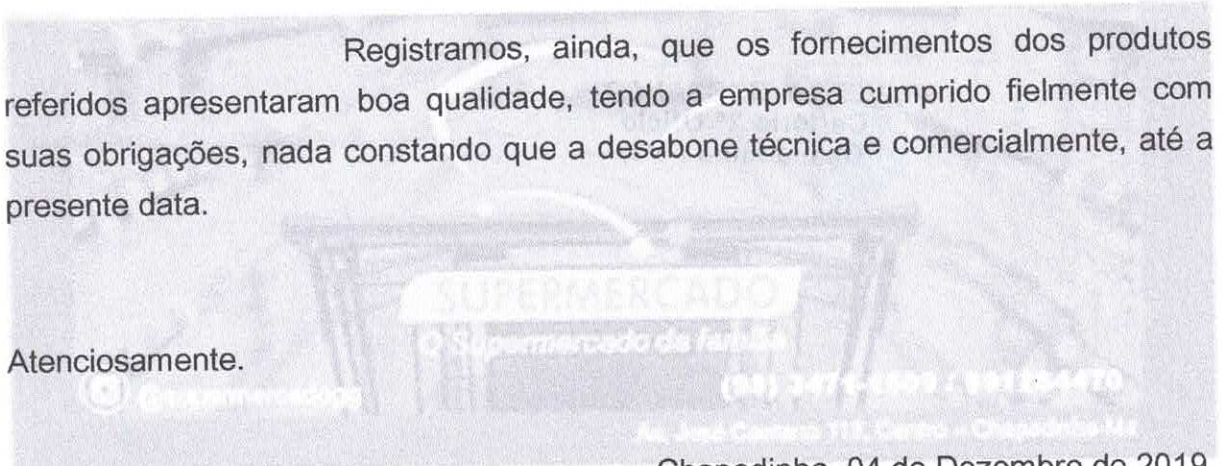 Registramos, ainda, que os fornecimentos dos produtos
referidos apresentaram boa qualidade, tendo a empresa cumprido fielmente com
suas obrigações, nada constando que a desabone técnica e comercialmente, até a
presente data.
SUPERMERCADO
O Supermercado da família
Atenciosamente.
Chapadinha, 04 de Dezembro de 2019